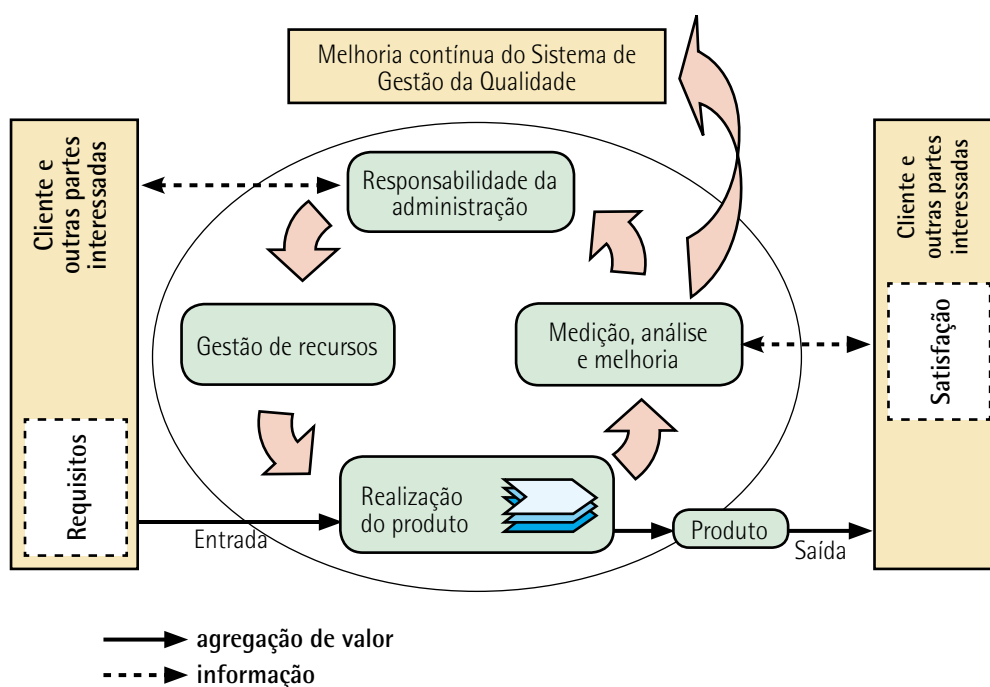 Melhoria contínua do Sistema de
Gestão da Qualidade
Cliente e
outras partes
interessadas
Requisitos
Responsabilidade da
administração
Gestão de recursos
Medição, análise
e melhoria
Realização
do produto
Entrada
Produto
Saída
Cliente e
outras partes
interessadas
Satisfação
agregação de valor
informação